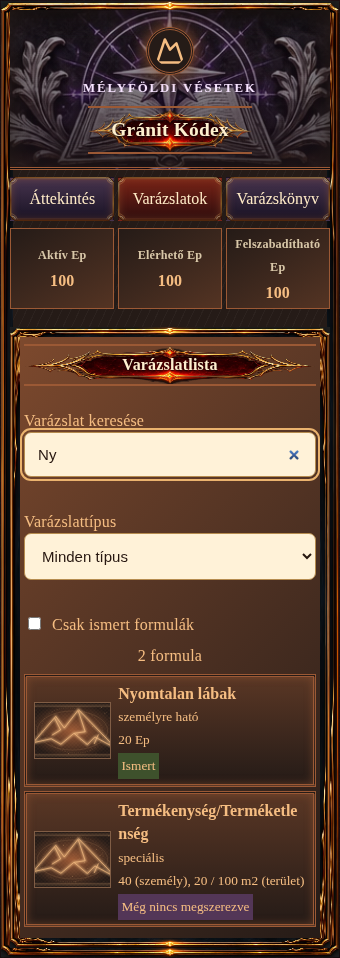 MÉLYFÖLDI VÉSETEK
Gránit Kódex
Áttekintés
Varázslatok
Varázskönyv
Aktív Ep
100
Elérhető Ep
100
Felszabadítható
Ep
100
Varázslatlista
Varázslat keresése
Ny
Varázslattípus
Minden típus
Csak ismert formulák
2 formula
Nyomtalan lábak
személyre ható
20 Ep
Ismert
Termékenység/Terméketle
nség
speciális
40 (személy), 20 / 100 m2 (terület)
Még nincs megszerezve